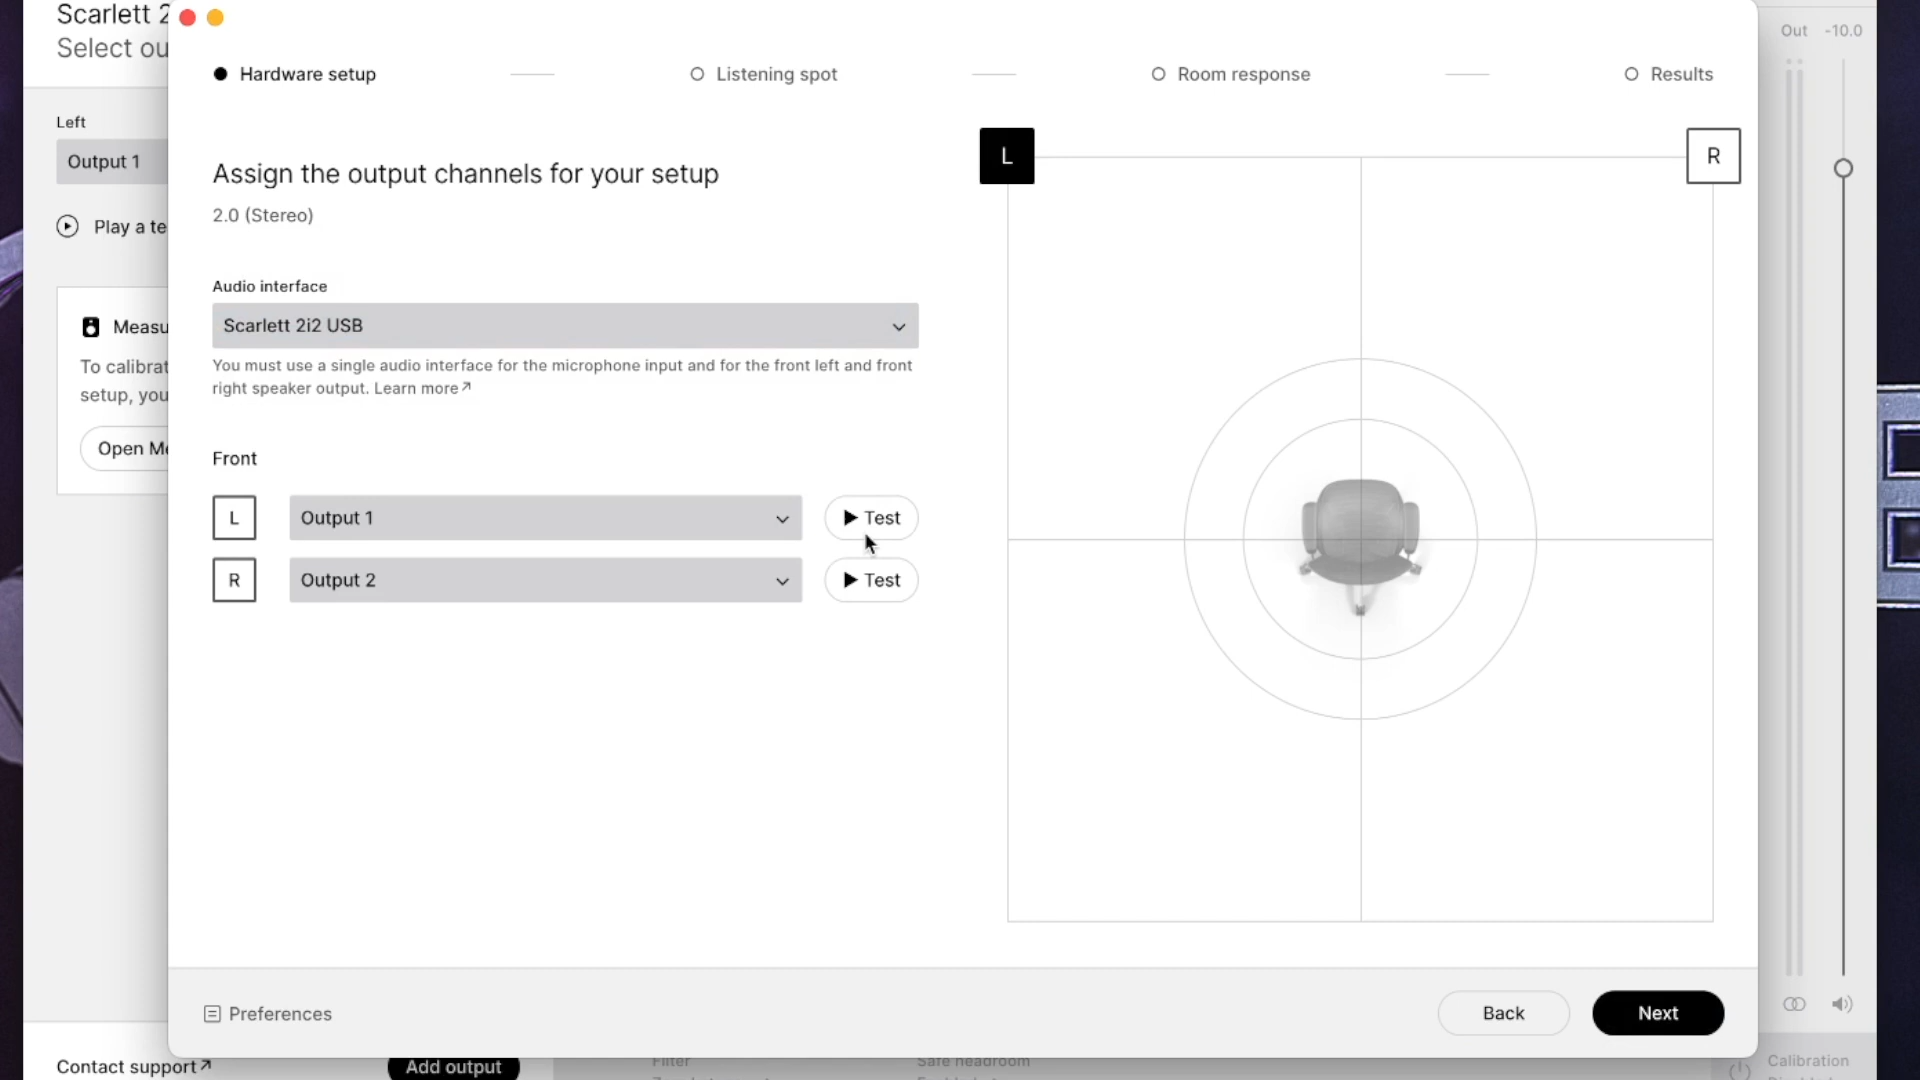 Scarlett 2
Select ou
Out -10.0
Hardware setup
Listening spot
Room response
Results
Left
Output 1
Play a te
Measu
To calibrat
setup, you
Open Me
Assign the output channels for your setup
2.0 (Stereo)
Audio interface
Scarlett 2i2 USB
You must use a single audio interface for the microphone input and for the front left and front
right speaker output. Learn more↗
Front
L
Output 1
Test
R
Output 2
Test
L
R
Preferences
Back
Next
Contact support↗
Add output
Filter
Safe headroom
Calibration